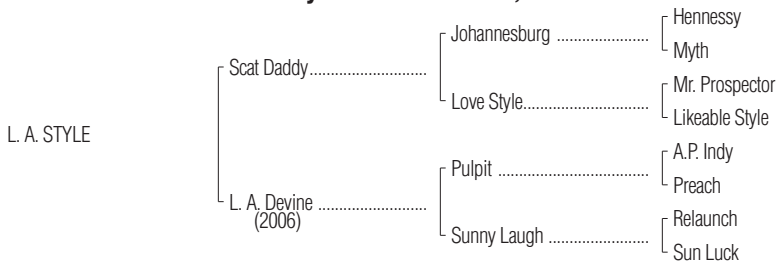 Hennessy
Johannesburg ........................
Myth
Scat Daddy..............................
Mr. Prospector
Love Style................................
Likeable Style
L. A. STYLE
A.P. Indy
Pulpit .......................................
Preach
L. A. Devine ............................
(2006)
Relaunch
Sunny Laugh ..........................
Sun Luck